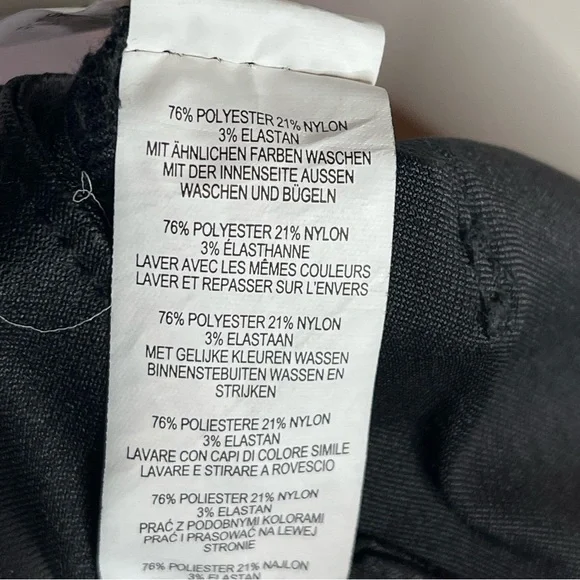 76% POLYESTER 21% NYLON
3% ELASTAN
MIT ÄHNLICHEN FARBEN WASCHEN
MIT DER INNENSEITE AUSSEN
WASCHEN UND BÜGELN
76% POLYESTER 21% NYLON
3% ÉLASTHANNE
LAVER AVEC LES MÊMES COULEURS
LAVER ET REPASSER SUR L'ENVERS
76% POLYESTER 21% NYLON
3% ELASTAAN
MET GELIJKE KLEUREN WASSEN
BINNENSTEBUITEN WASSEN EN
STRIJKEN
76% POLIESTERE 21% NYLON
3% ELASTAN
LAVARE CON CAPI DI COLORE SIMILE
LAVARE E STIRARE A ROVESCIO
76% POLIESTER 21% NYLON
3% ELASTAN
PRAĆ Z PODOBNYMI KOLORAMI
PRAĆ I PRASOWAĆ NA LEWEJ
STRONIE
76% POLIESTER 21% NAJLON
3% ELASTAN